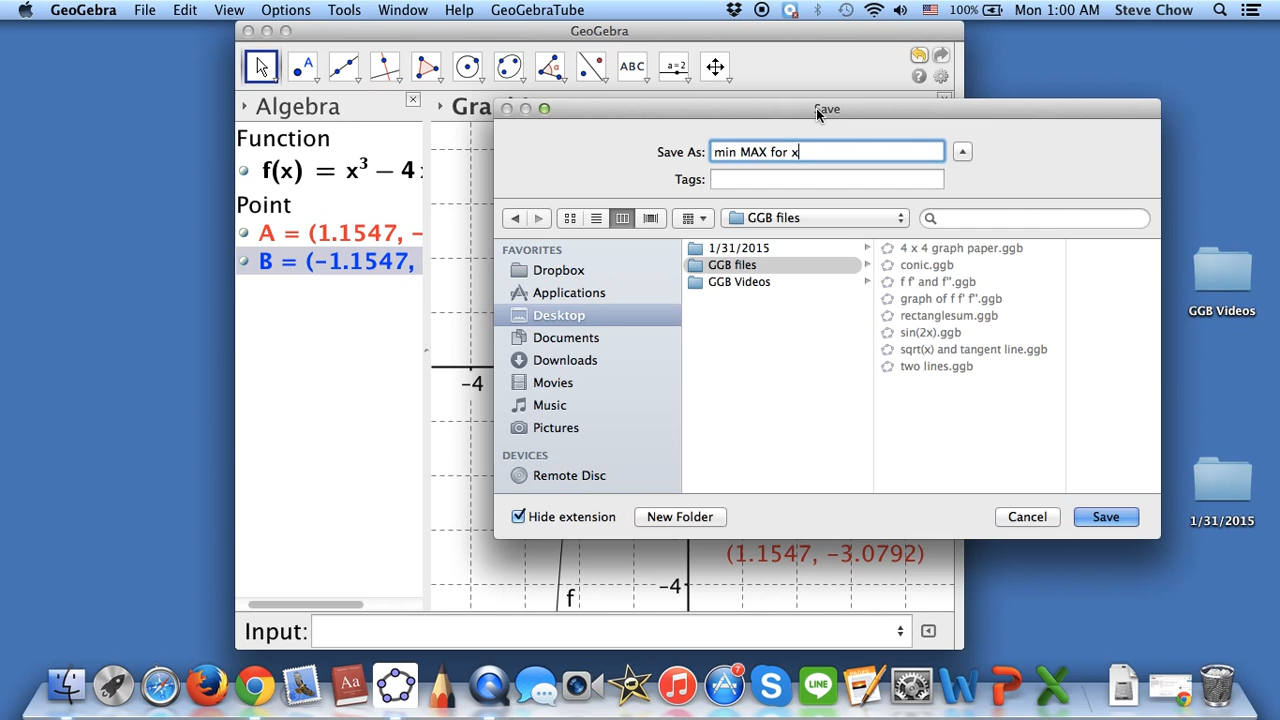 GeoGebra File Edit View Options Tools Window Help GeoGebraTube 100% Mon 1:00 AM Steve Chow
GeoGebra
ABC a=2
Algebra
Gra
Function
f(x) = x³ − 4
Point
A = (1.1547, −
B = (−1.1547,
Save
Save As: min MAX for x
Tags:
GGB files
FAVORITES
Dropbox
Applications
Desktop
Documents
Downloads
Movies
Music
Pictures
DEVICES
Remote Disc
1/31/2015
GGB files
GGB Videos
4 x 4 graph paper.ggb
conic.ggb
f f' and f''.ggb
graph of f f' f''.ggb
rectanglesum.ggb
sin(2x).ggb
sqrt(x) and tangent line.ggb
two lines.ggb
Hide extension
New Folder
Cancel
Save
−4
(1.1547, −3.0792)
−4
f
Input:
GGB Videos
1/31/2015
Aa
7
LINE